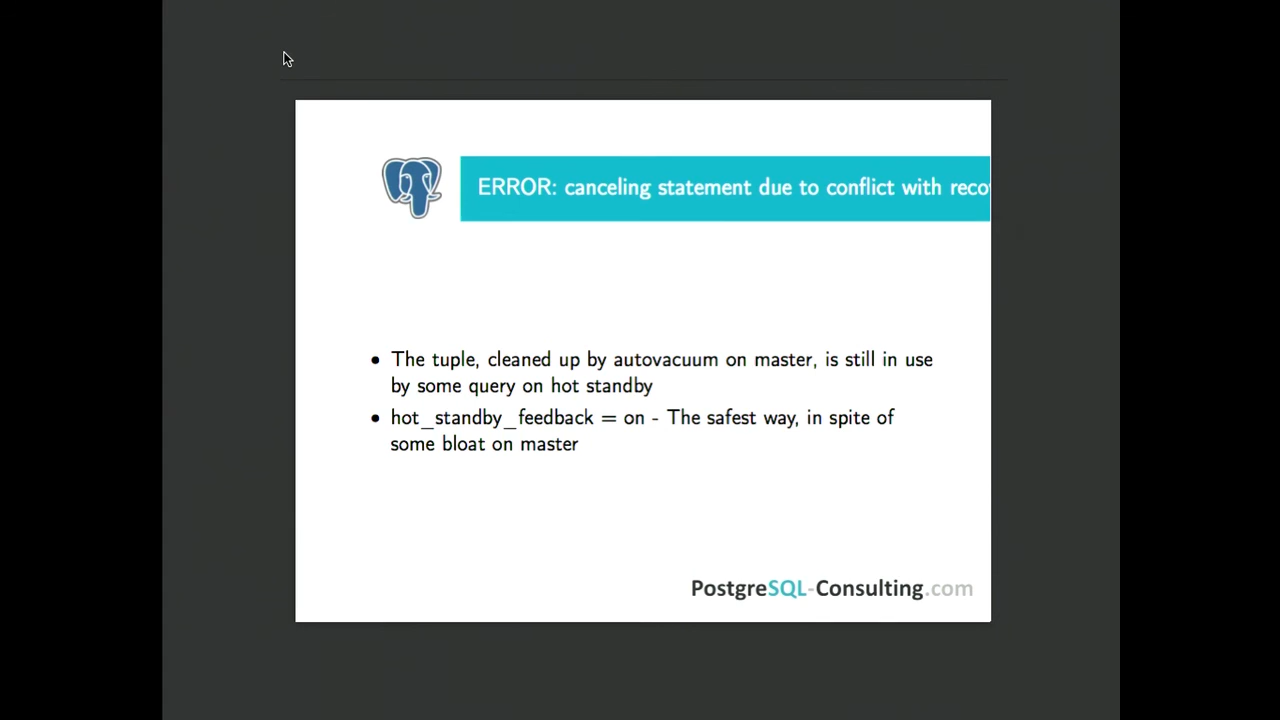 ERROR: canceling statement due to conflict with reco
• The tuple, cleaned up by autovacuum on master, is still in use
by some query on hot standby
• hot_standby_feedback = on - The safest way, in spite of
some bloat on master
PostgreSQL-Consulting.com